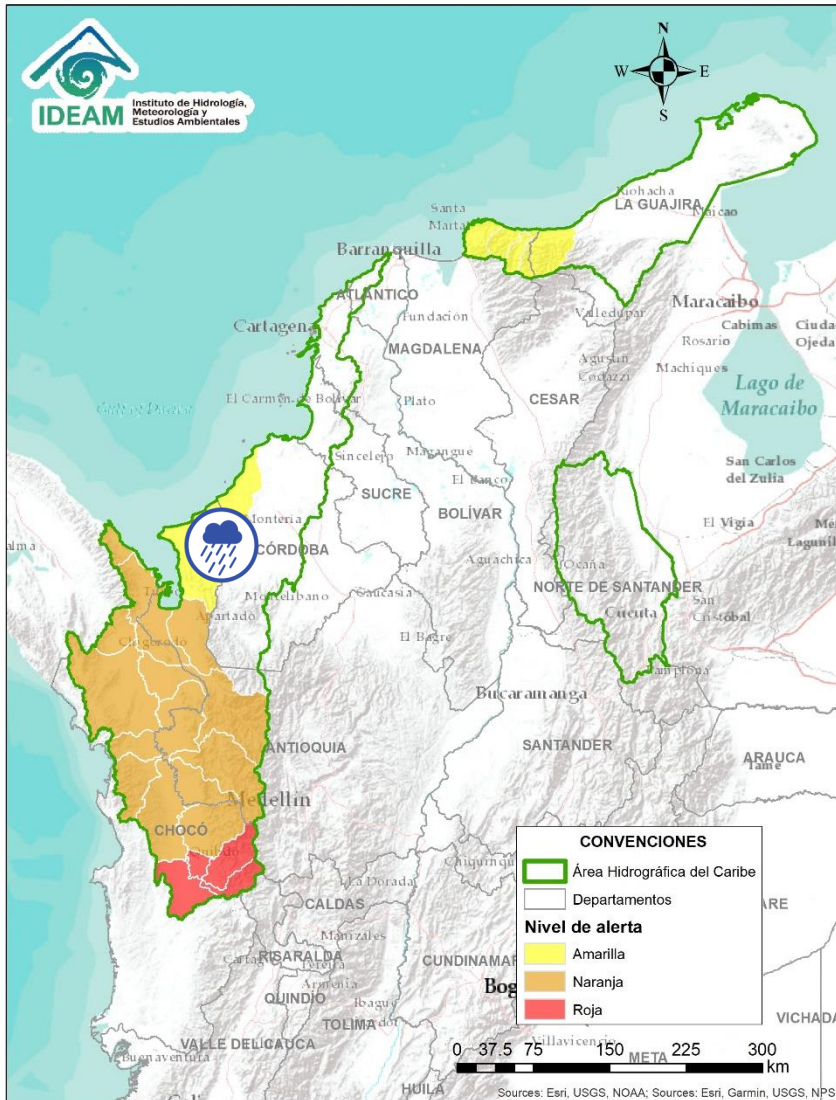 IDEAM
Instituto de Hidrología,
Meteorología y
Estudios Ambientales
N
W
E
S
Riohacha
LA GUAJIRA
Maicao
Santa
Marta
Barranquilla
ATLÁNTICO
Maracaibo
Cartagena
Fundación
Valledupar
Cabimas
Ciuda
Rosario
Ojeda
MAGDALENA
Agustín
Codazzi
Machiques
El Carmen de Bolívar
Plato
CESAR
Lago de
Maracaibo
Sincelejo
Magangué
San Carlos
del Zulia
SUCRE
El Banco
BOLÍVAR
Montería
El Vigía
CÓRDOBA
Aguachica
Ocaña
NORTE DE SANTANDER
Montelíbano
Caucasia
San
Cristóbal
Apartadó
Cucuta
El Bagre
Pamplona
Bucaramanga
ANTIOQUIA
SANTANDER
ARAUCA
Tame
Medellín
CHOCÓ
Quibdó
La Dorada
CALDAS
Manizales
RISARALDA
CUNDINAMAR
Armenia
Bog
QUINDÍO
Ibagué
TOLIMA
VICHADA
VALLE DEL CAUCA
Villavicencio
Buenaventura
META
HUILA
CONVENCIONES
Área Hidrográfica del Caribe
Departamentos
Nivel de alerta
Amarilla
Naranja
Roja
0 37.5 75 150 225 300
km
Sources: Esri, USGS, NOAA; Sources: Esri, Garmin, USGS, NPS